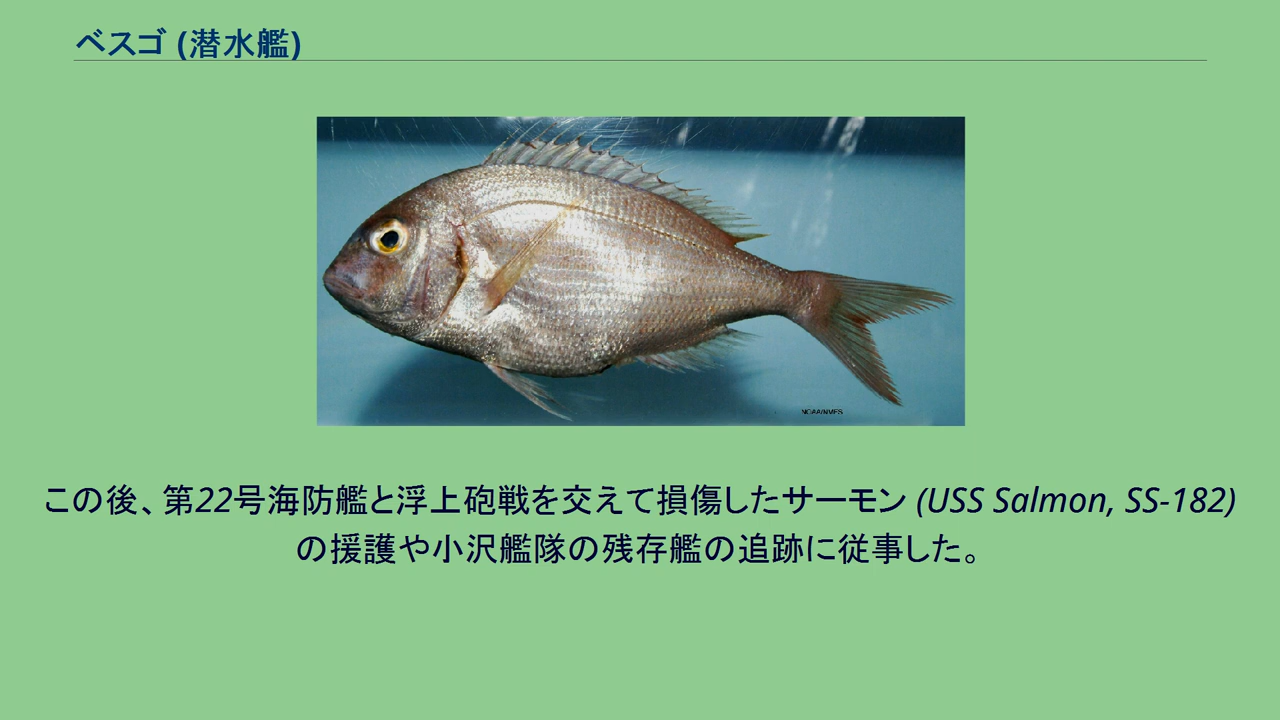 ベスゴ (潜水艦)
NOAA/NMFS
この後、第22号海防艦と浮上砲戦を交えて損傷したサーモン (USS Salmon, SS-182)
の援護や小沢艦隊の残存艦の追跡に従事した。